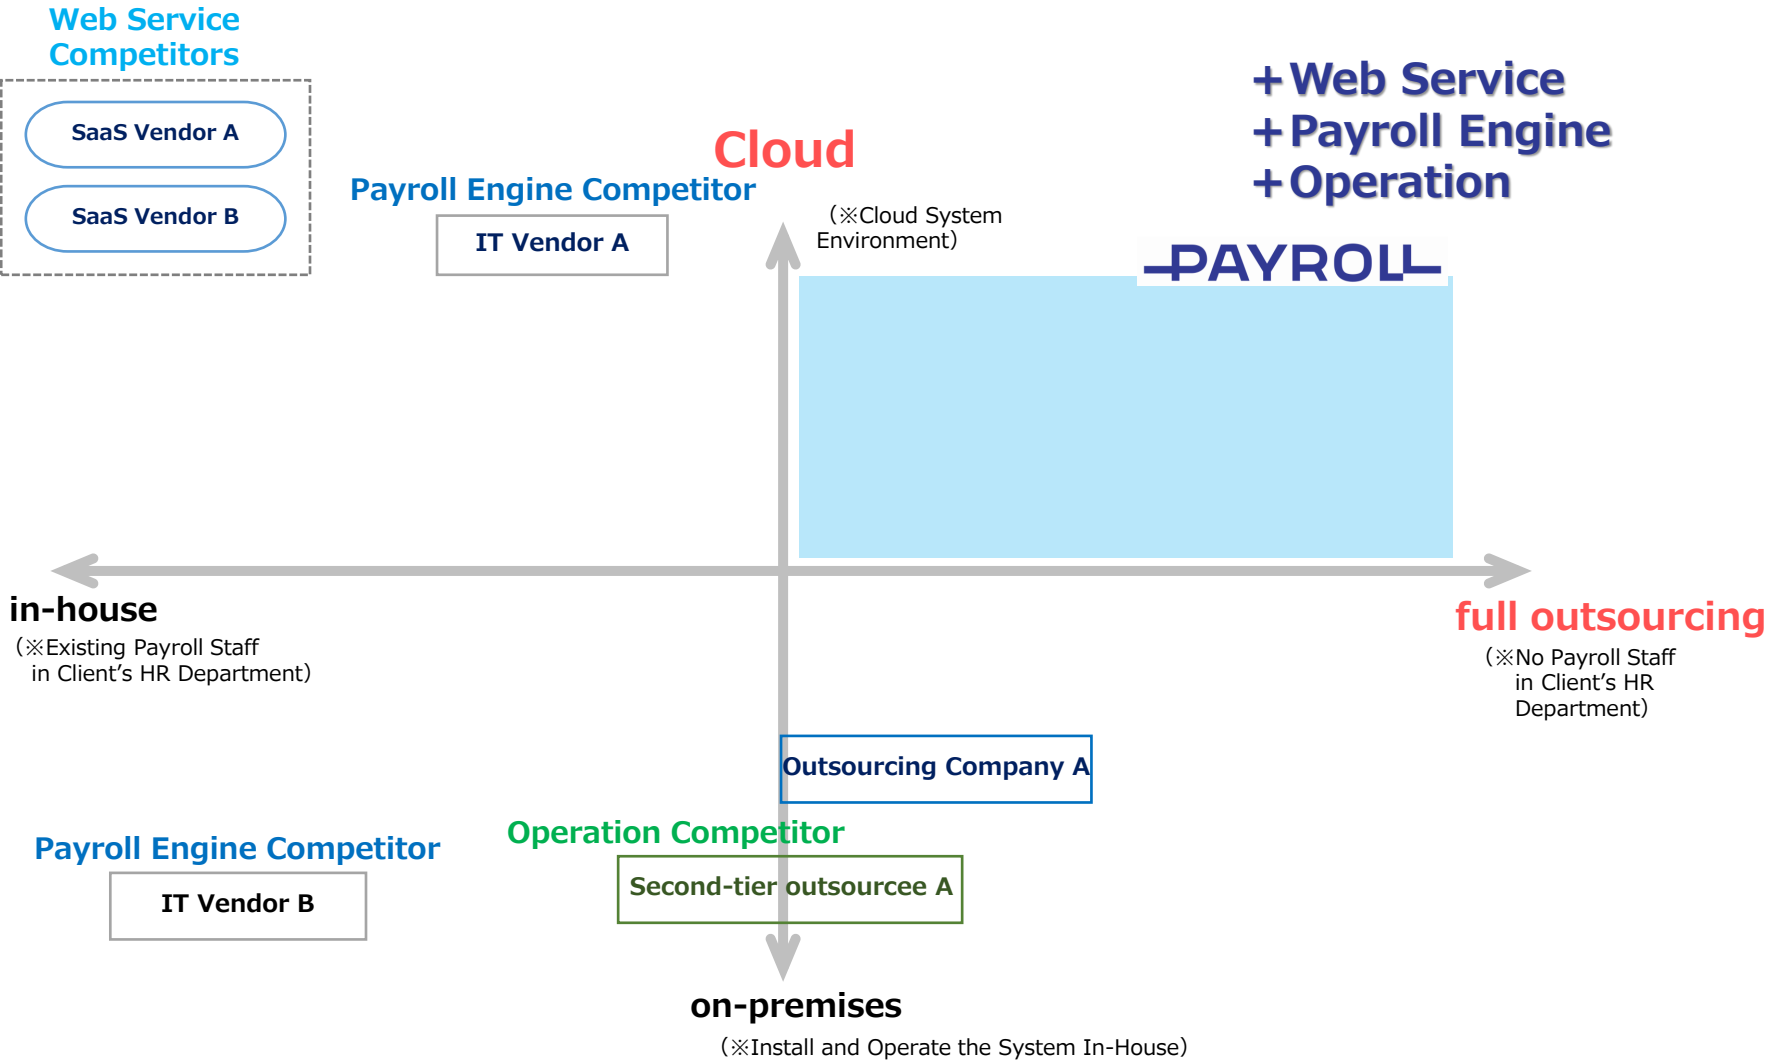 Web Service
Competitors
SaaS Vendor A
SaaS Vendor B
Payroll Engine Competitor
IT Vendor A
Cloud
（※Cloud System
Environment）
＋Web Service
＋Payroll Engine
＋Operation
PAYROLL
in-house
（※Existing Payroll Staff
in Client’s HR Department）
full outsourcing
（※No Payroll Staff
in Client’s HR
Department）
Outsourcing Company A
Operation Competitor
Second-tier outsourcee A
Payroll Engine Competitor
IT Vendor B
on-premises
（※Install and Operate the System In-House）